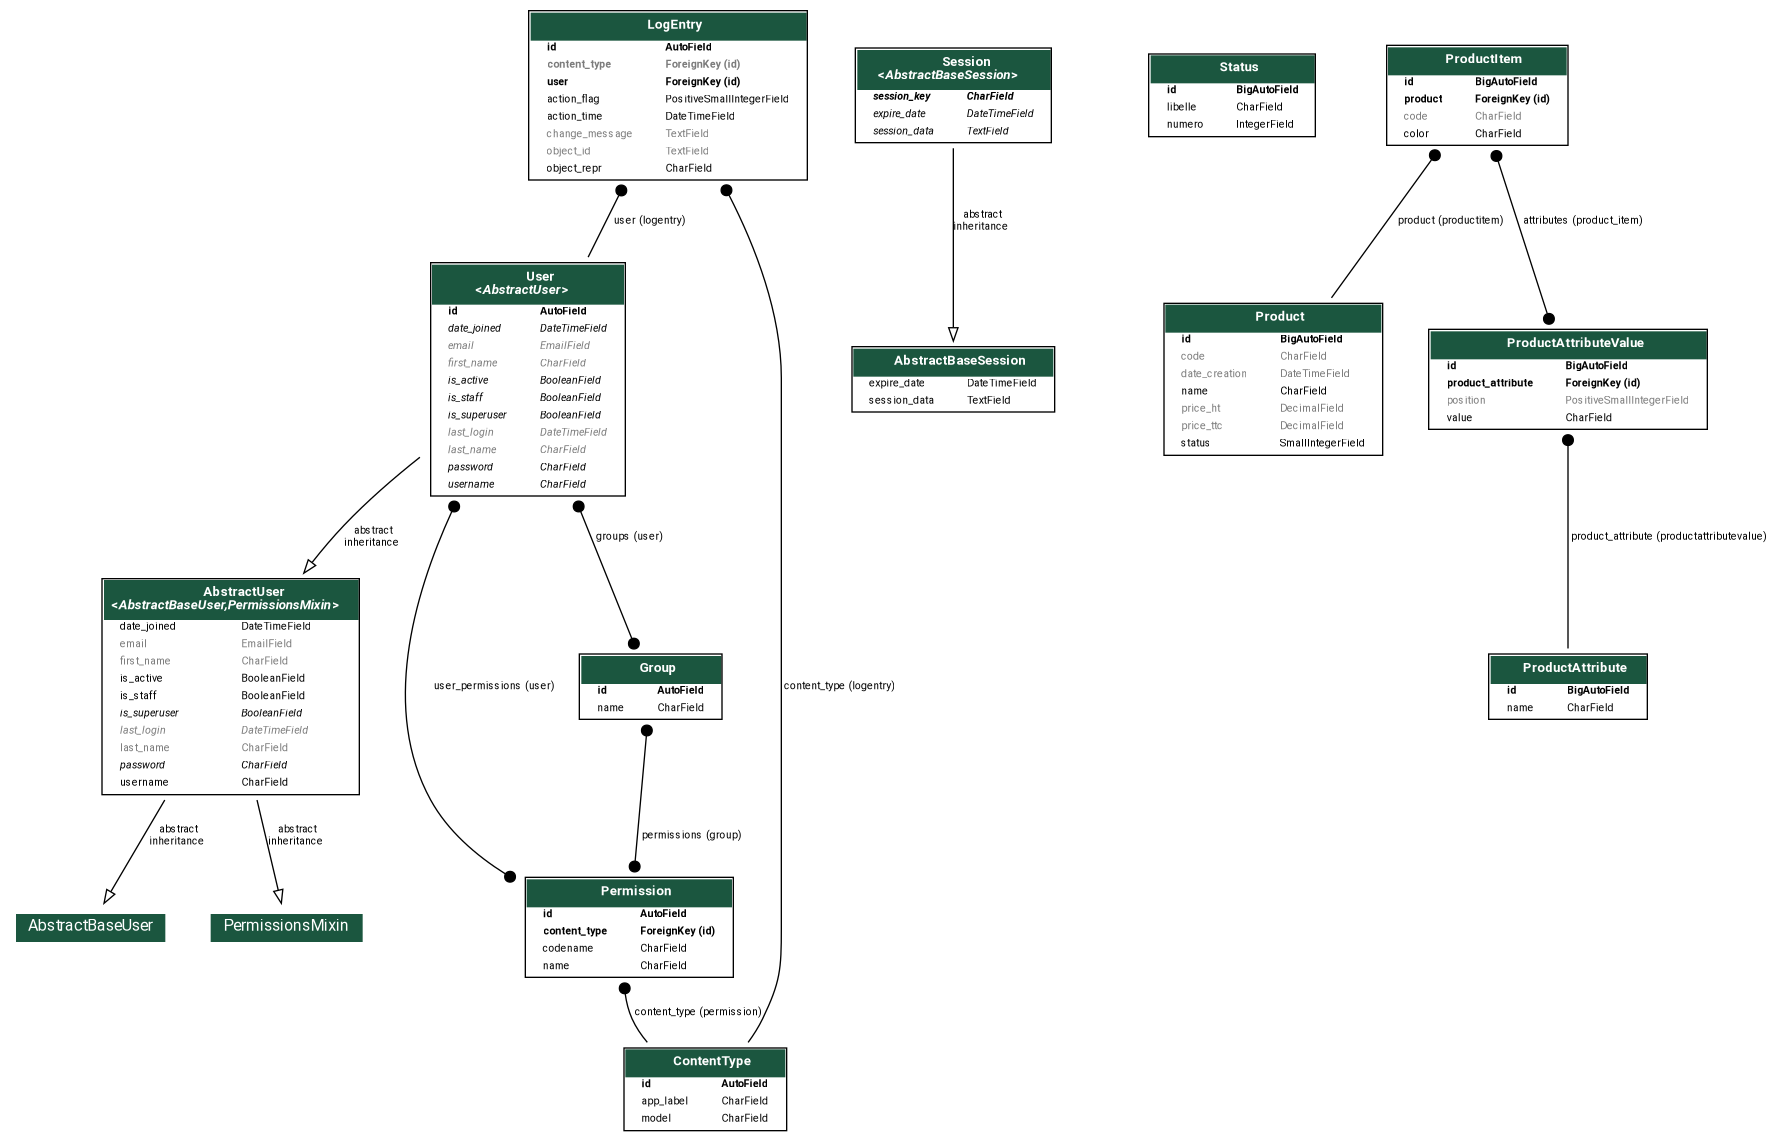 LogEntry
id AutoField
content_type ForeignKey (id)
user ForeignKey (id)
action_flag PositiveSmallIntegerField
action_time DateTimeField
change_message TextField
object_id TextField
object_repr CharField
Session
<AbstractBaseSession>
session_key CharField
expire_date DateTimeField
session_data TextField
Status
id BigAutoField
libelle CharField
numero IntegerField
ProductItem
id BigAutoField
product ForeignKey (id)
code CharField
color CharField
user (logentry)
abstract
inheritance
product (productitem)
attributes (product_item)
User
<AbstractUser>
id AutoField
date_joined DateTimeField
email EmailField
first_name CharField
is_active BooleanField
is_staff BooleanField
is_superuser BooleanField
last_login DateTimeField
last_name CharField
password CharField
username CharField
AbstractBaseSession
expire_date DateTimeField
session_data TextField
Product
id BigAutoField
code CharField
date_creation DateTimeField
name CharField
price_ht DecimalField
price_ttc DecimalField
status SmallIntegerField
ProductAttributeValue
id BigAutoField
product_attribute ForeignKey (id)
position PositiveSmallIntegerField
value CharField
abstract
inheritance
groups (user)
product_attribute (productattributevalue)
AbstractUser
<AbstractBaseUser,PermissionsMixin>
date_joined DateTimeField
email EmailField
first_name CharField
is_active BooleanField
is_staff BooleanField
is_superuser BooleanField
last_login DateTimeField
last_name CharField
password CharField
username CharField
user_permissions (user)
Group
id AutoField
name CharField
content_type (logentry)
ProductAttribute
id BigAutoField
name CharField
abstract
inheritance
abstract
inheritance
permissions (group)
AbstractBaseUser
PermissionsMixin
Permission
id AutoField
content_type ForeignKey (id)
codename CharField
name CharField
content_type (permission)
ContentType
id AutoField
app_label CharField
model CharField